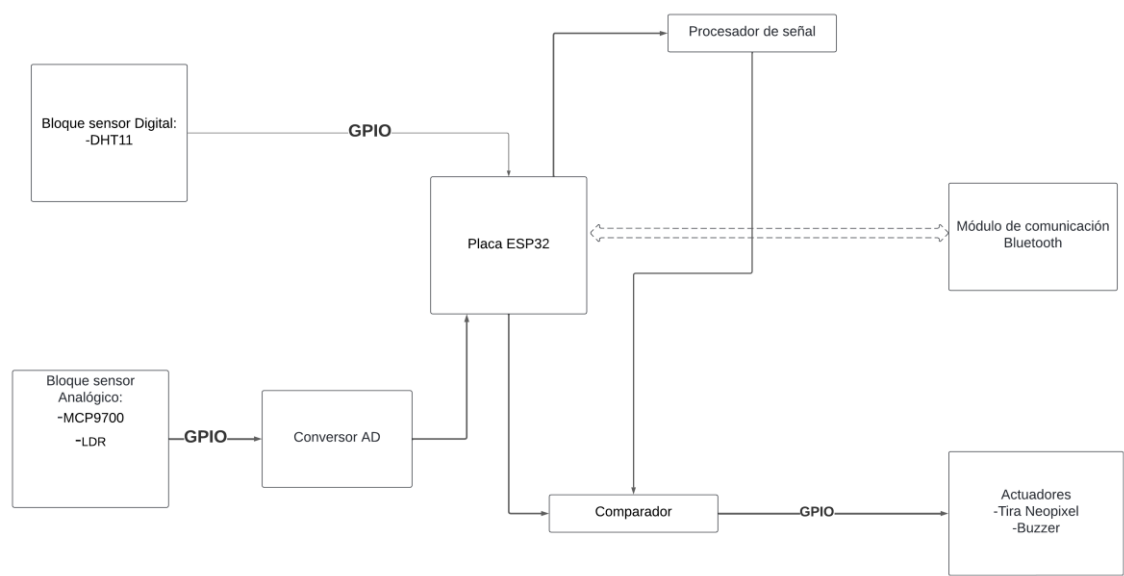 Procesador de señal
Bloque sensor Digital:
-DHT11
GPIO
Placa ESP32
Módulo de comunicación
Bluetooth
Bloque sensor
Analógico:
-MCP9700
-LDR
GPIO
Conversor AD
Comparador
GPIO
Actuadores
-Tira Neopixel
-Buzzer